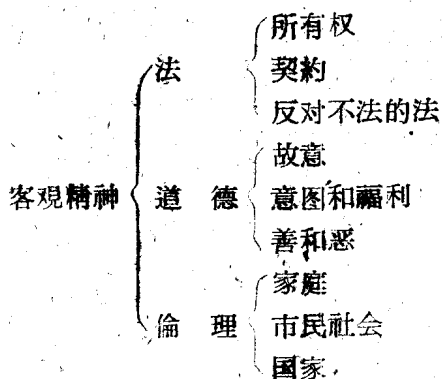 所有权
法
契約
反对不法的法
故意
客观精神
道 德
意图和福利
善和恶
家庭
倫 理
市民社会
国家